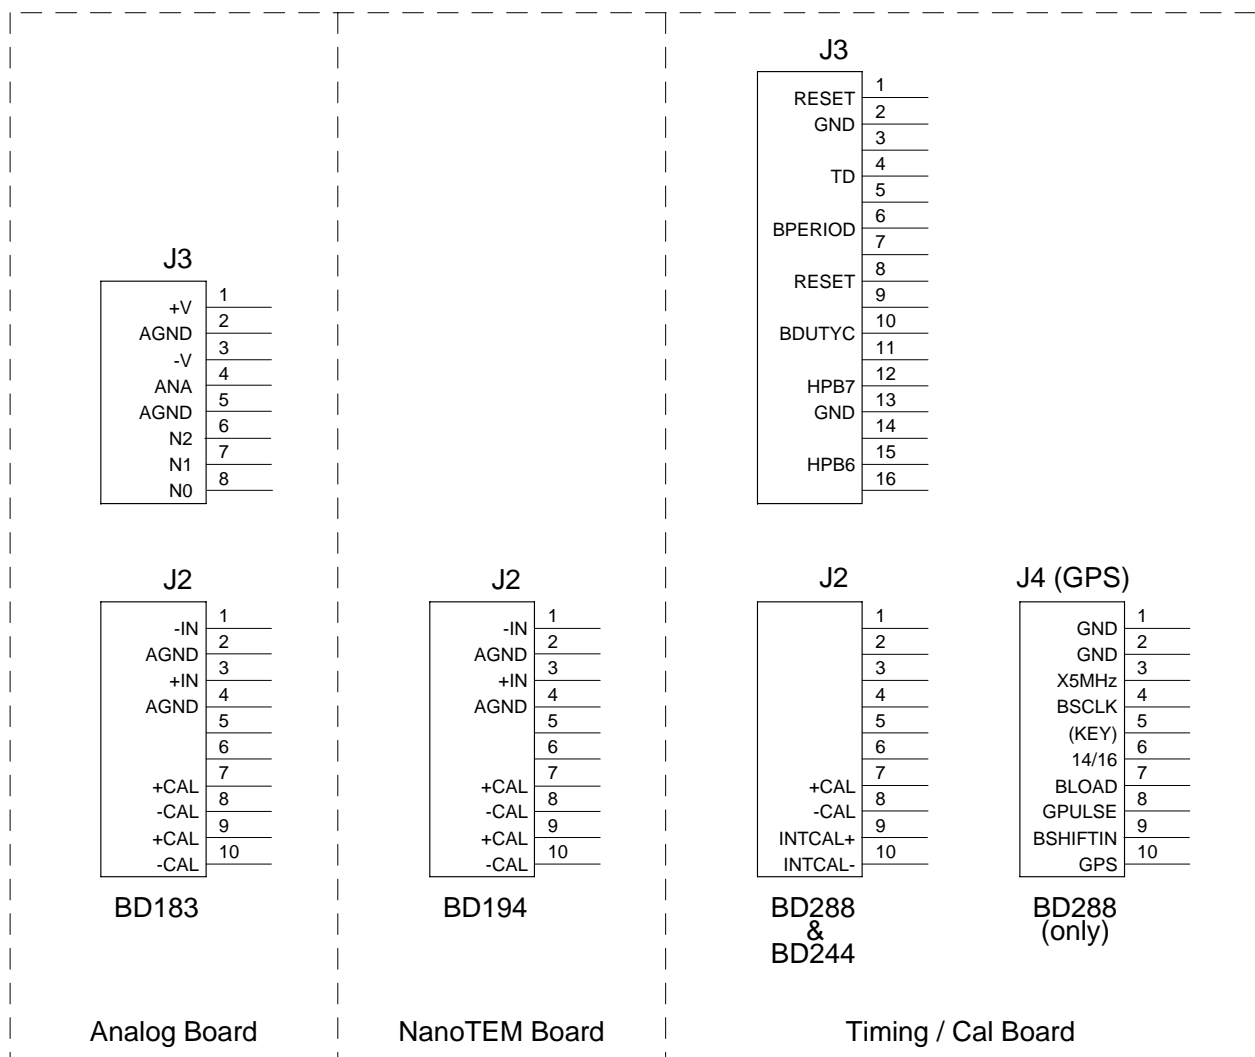 J3
+V 1
AGND 2
-V 3
ANA 4
AGND 5
N2 6
N1 7
N0 8
J2
-IN 1
AGND 2
+IN 3
AGND 4
5
6
+CAL 7
-CAL 8
+CAL 9
-CAL 10
BD183
Analog Board
J2
-IN 1
AGND 2
+IN 3
AGND 4
5
6
+CAL 7
-CAL 8
+CAL 9
-CAL 10
BD194
NanoTEM Board
J3
RESET 1
GND 2
3
TD 4
5
BPERIOD 6
7
RESET 8
9
BDUTYC 10
11
HPB7 12
GND 13
14
HPB6 15
16
J2
1
2
3
4
5
6
+CAL 7
-CAL 8
INTCAL+ 9
INTCAL- 10
BD288
&
BD244
J4 (GPS)
GND 1
GND 2
X5MHz 3
BSCLK 4
(KEY) 5
14/16 6
BLOAD 7
GPULSE 8
BSHIFTIN 9
GPS 10
BD288
(only)
Timing / Cal Board